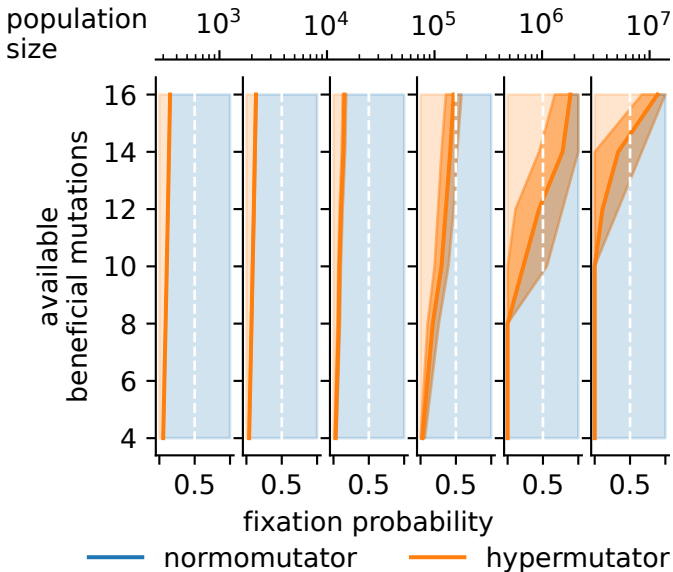 population size
10³ 10⁴ 10⁵ 10⁶ 10⁷
available beneficial mutations
16
14
12
10
8
6
4
0.5 0.5 0.5 0.5 0.5 0.5
fixation probability
normomutator hypermutator